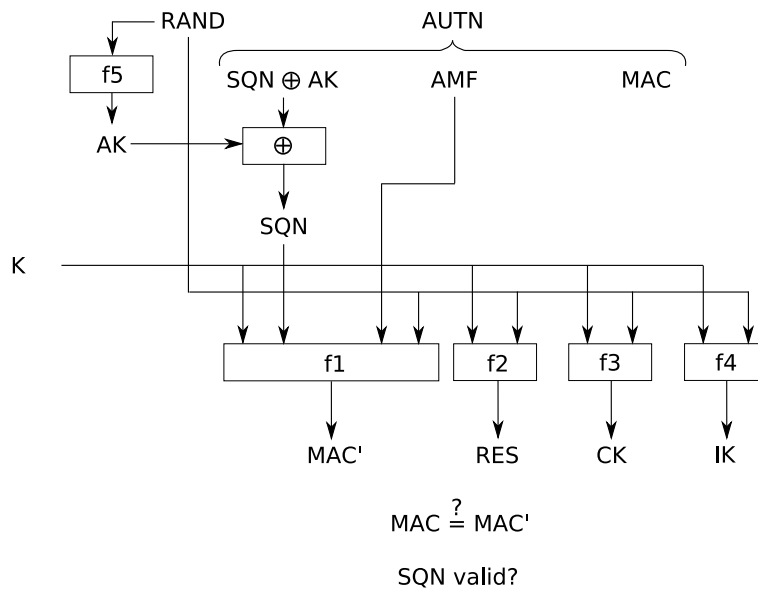 RAND AUTN
f5
SQN ⊕ AK AMF MAC
AK ⊕
SQN
K
f1 f2 f3 f4
MAC' RES CK IK
MAC ≟ MAC'
SQN valid?